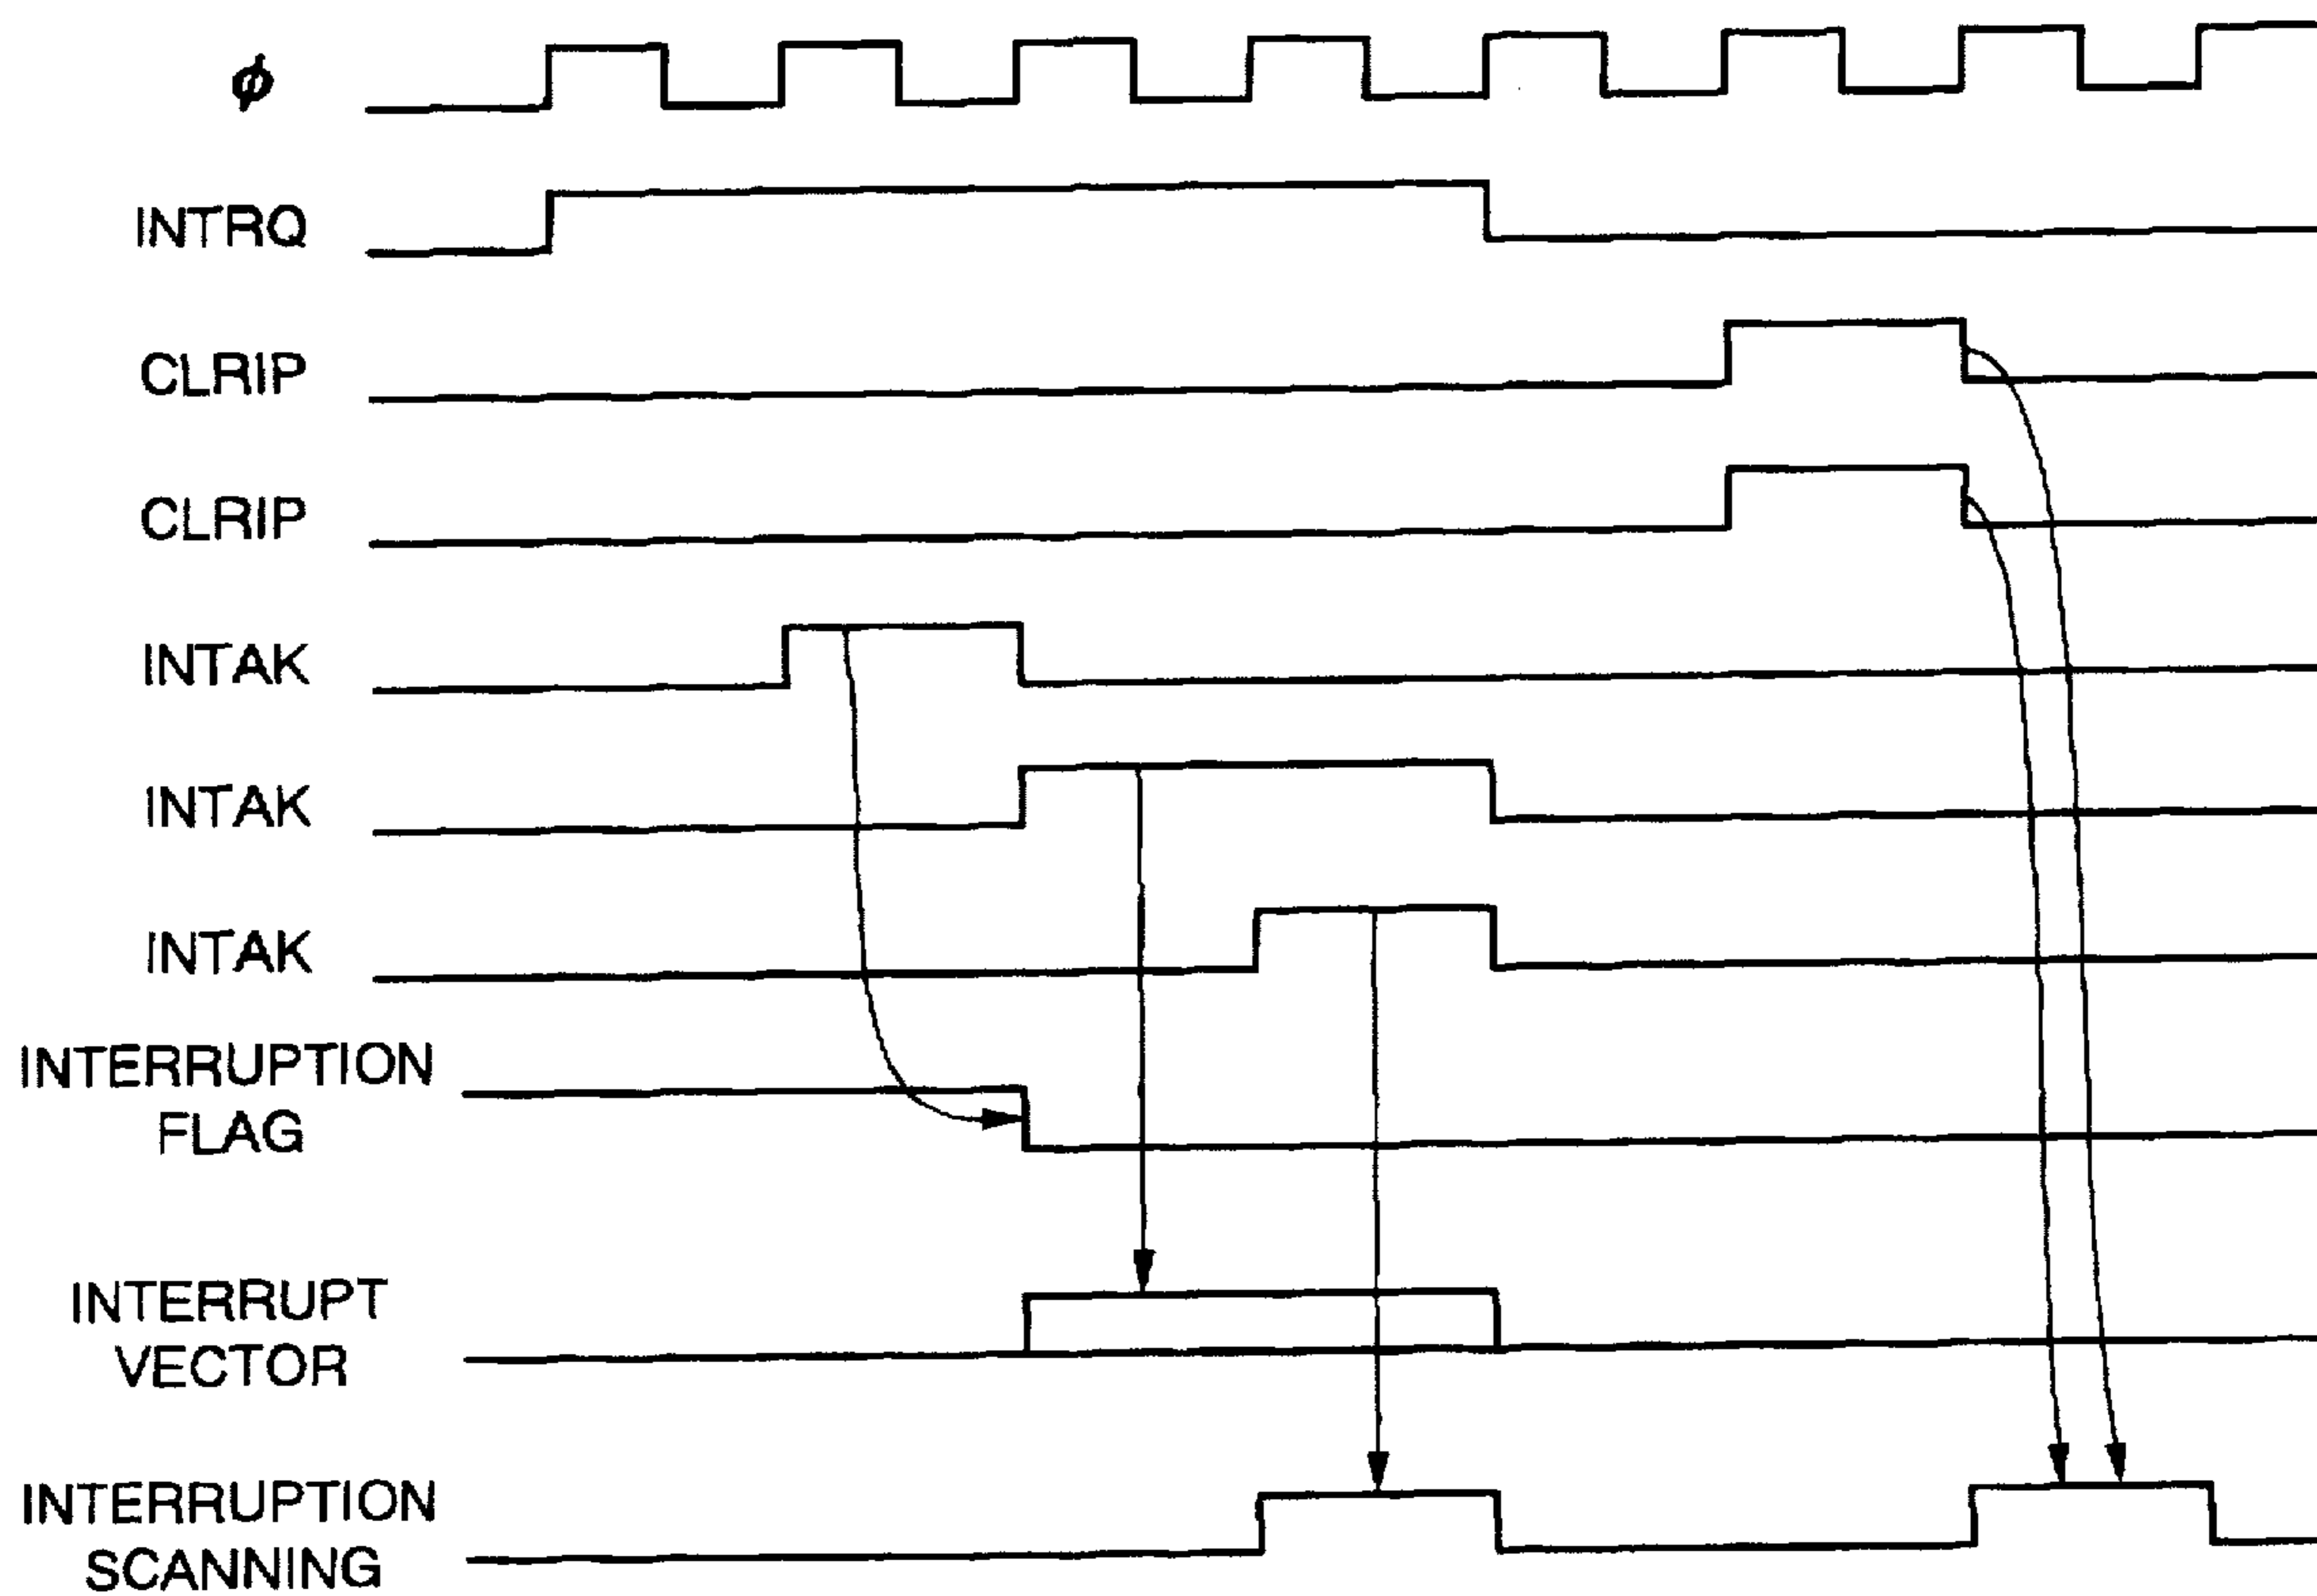 ϕ
INTRQ
CLRIP
CLRIP
INTAK
INTAK
INTAK
INTERRUPTION
FLAG
INTERRUPT
VECTOR
INTERRUPTION
SCANNING